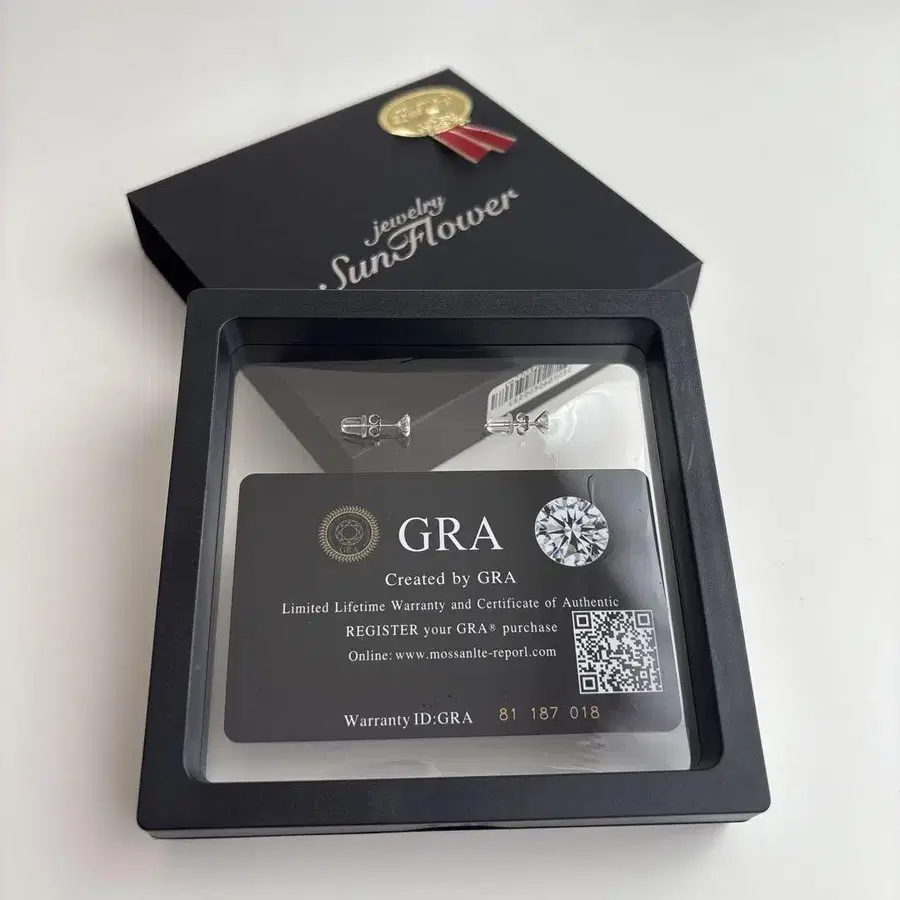 jewelry
SunFlower
GRA
GRA
Created by GRA
Limited Lifetime Warranty and Certificate of Authentic
REGISTER your GRA® purchase
Online: www.mossanlte-reporl.com
Warranty ID:GRA 81 187 018